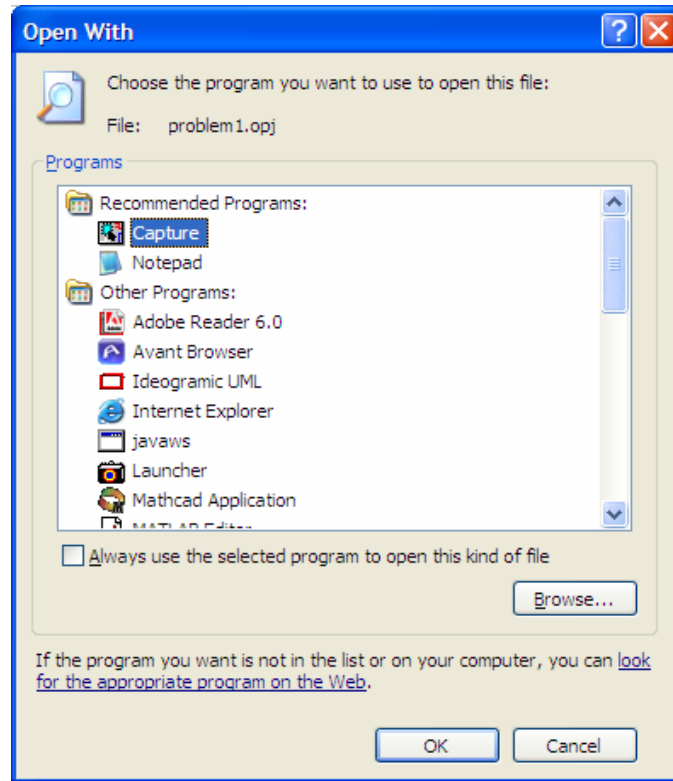 Open With
Choose the program you want to use to open this file:
File: problem1.opj
Programs
Recommended Programs:
Capture
Notepad
Other Programs:
Adobe Reader 6.0
Avant Browser
Ideogramic UML
Internet Explorer
javaws
Launcher
Mathcad Application
MATLAB Editor
Always use the selected program to open this kind of file
Browse...
If the program you want is not in the list or on your computer, you can look
for the appropriate program on the Web.
OK Cancel